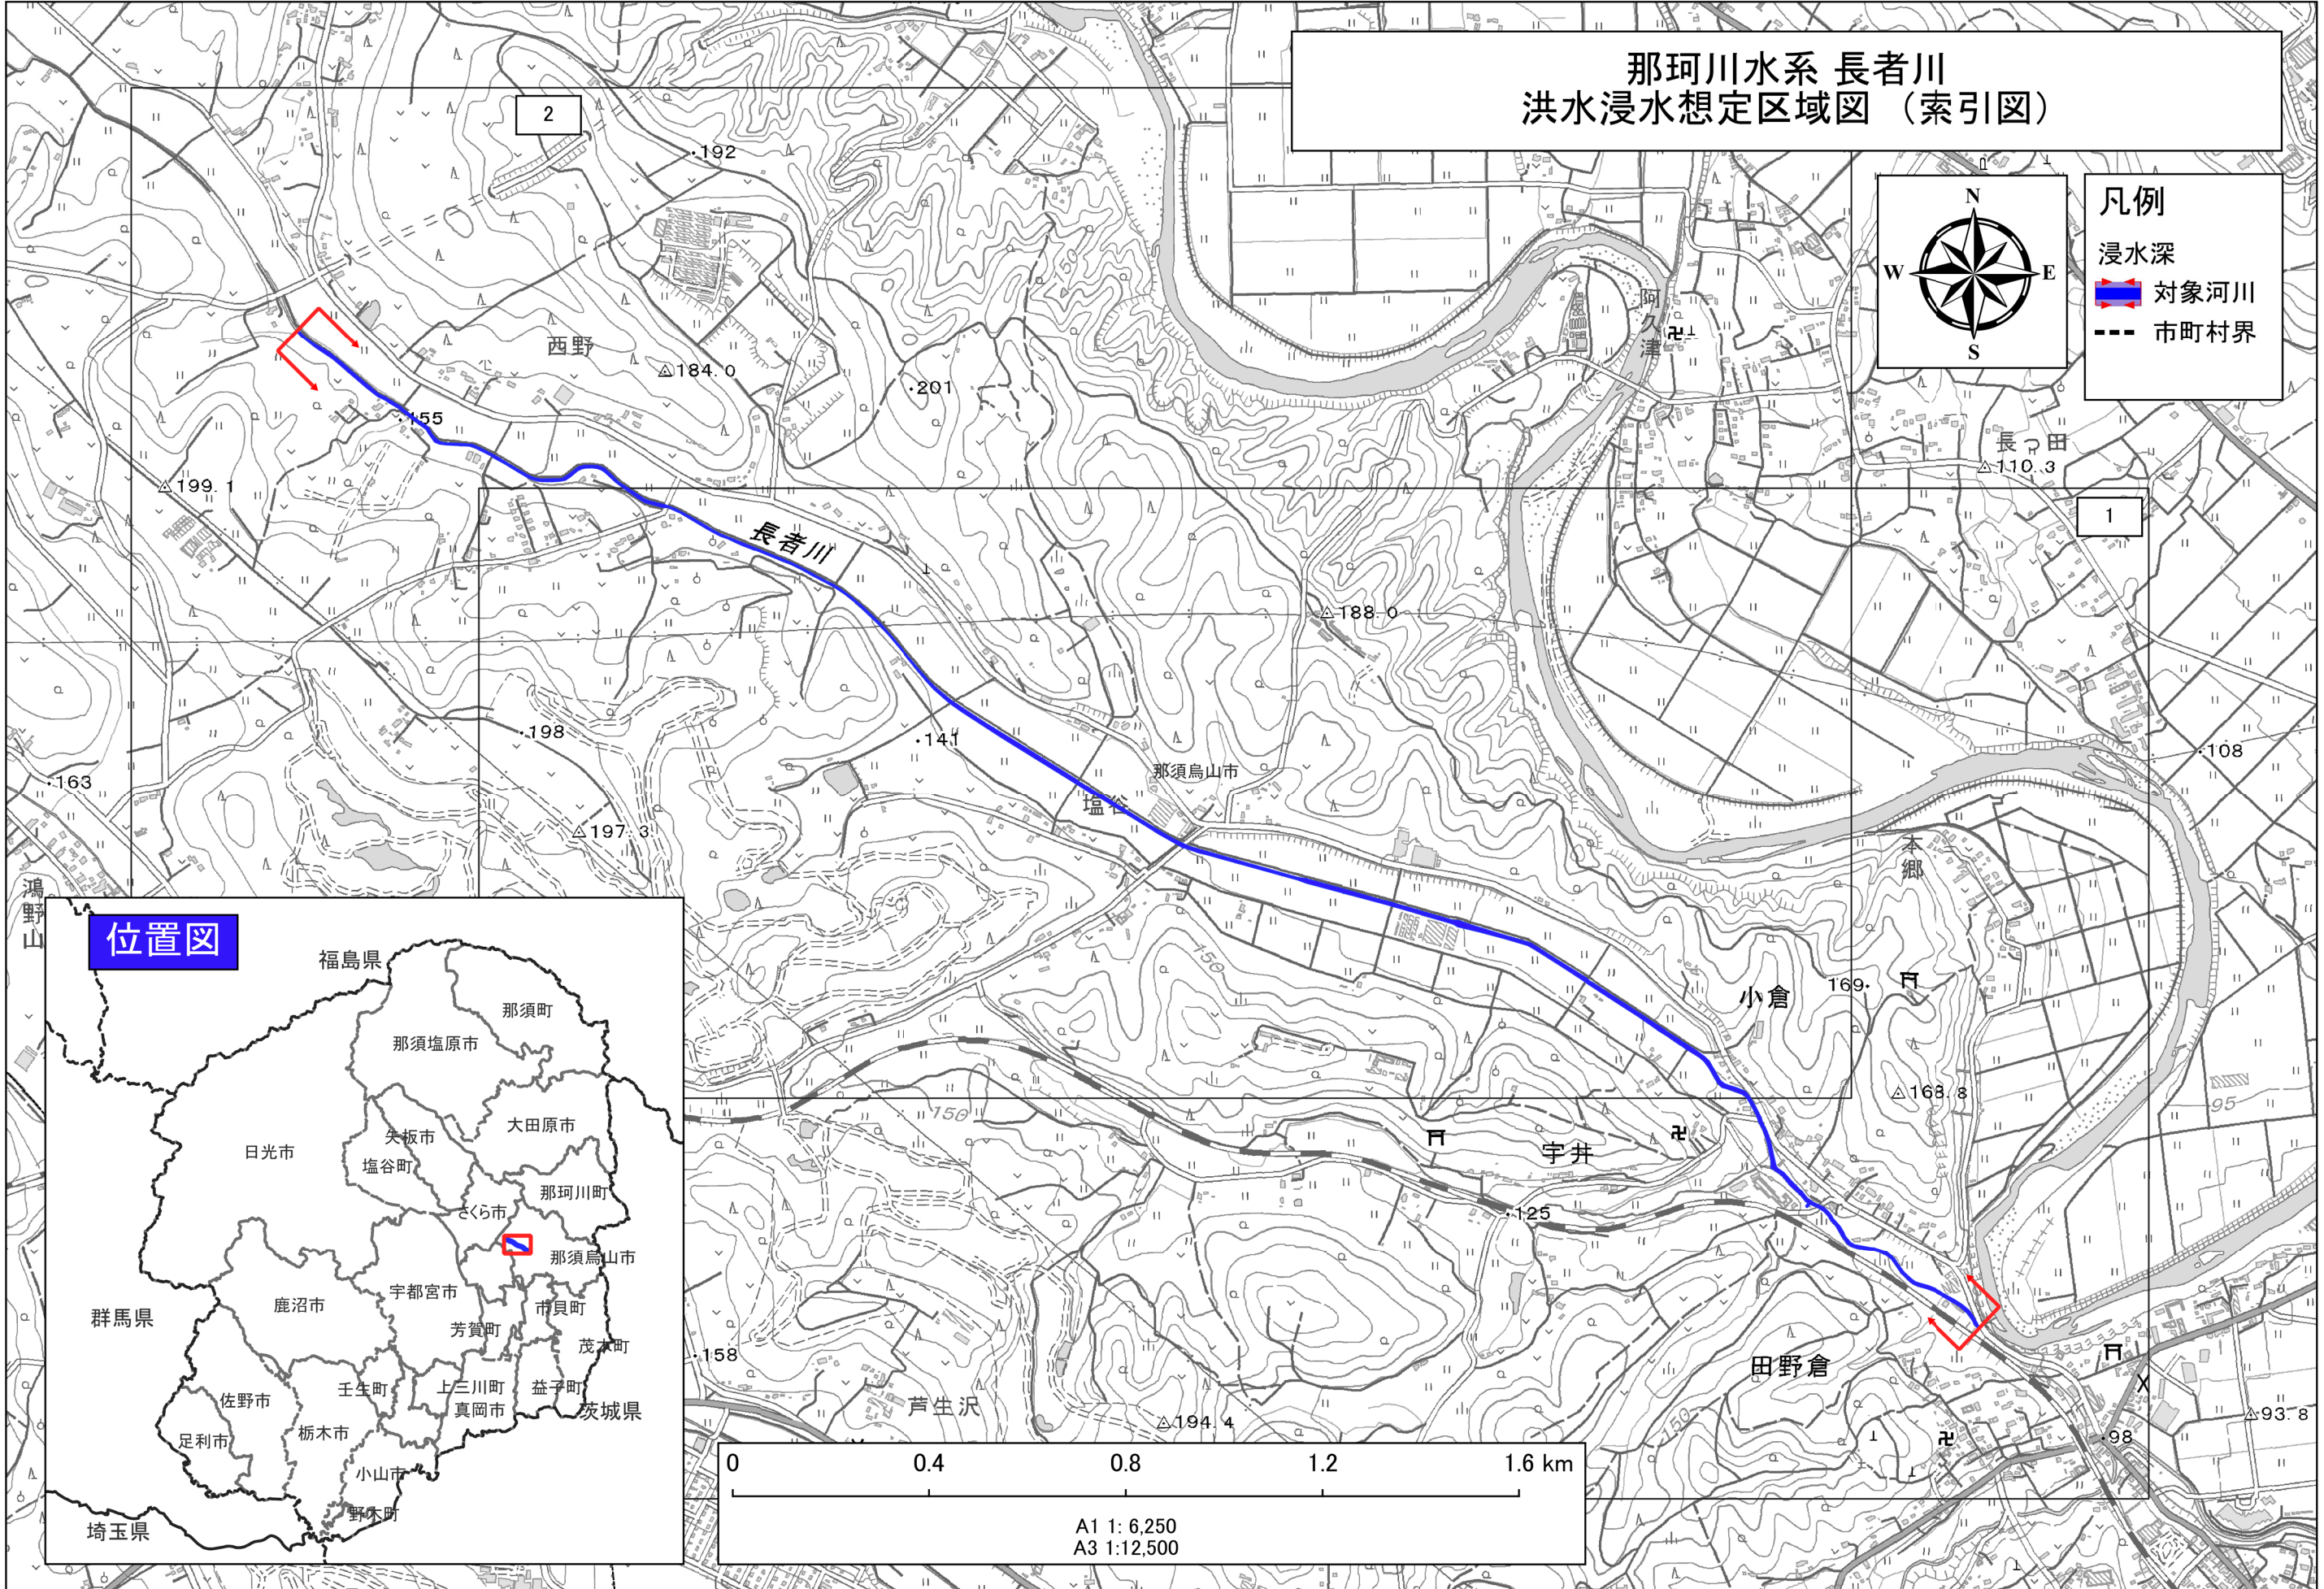 那珂川水系 長者川
洪水浸水想定区域図 （索引図）
2
凡例
浸水深
対象河川
市町村界
N
W
E
S
1
192
西野
184.0
201
155
199.1
阿久津
長っ田
110.3
150
長者川
188.0
198
141
那須烏山市
塩谷
108
163
197.3
本郷
鴻野山
150
小倉
169
168.8
95
150
宇井
125
田野倉
158
芦生沢
194.4
150
93.8
98
位置図
福島県
那須町
那須塩原市
大田原市
矢板市
日光市
塩谷町
那珂川町
さくら市
那須烏山市
宇都宮市
鹿沼市
市貝町
群馬県
芳賀町
茂木町
佐野市
壬生町
上三川町
益子町
真岡市
茨城県
足利市
栃木市
小山市
野木町
埼玉県
0 0.4 0.8 1.2 1.6 km
A1 1: 6,250
A3 1:12,500